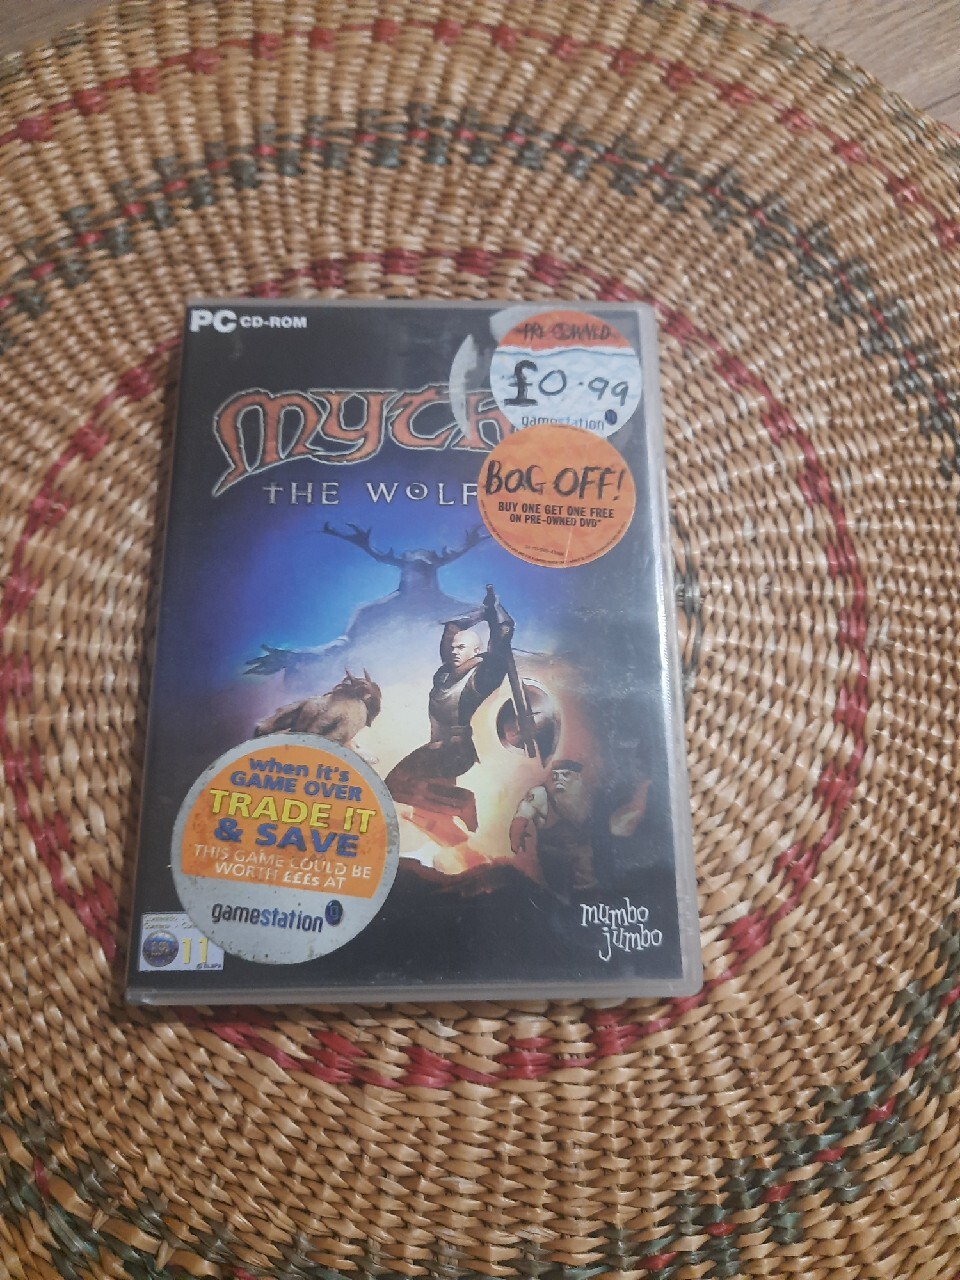 PC CD-ROM
PRE-OWNED
£0.99
gamestation
Myth
THE WOLF
BOG OFF!
BUY ONE GET ONE FREE
ON PRE-OWNED DVD*
when it's
GAME OVER
TRADE IT
& SAVE
THIS GAME COULD BE
WORTH £££s AT
gamestation
11
© ELSPA
mumbo
jumbo